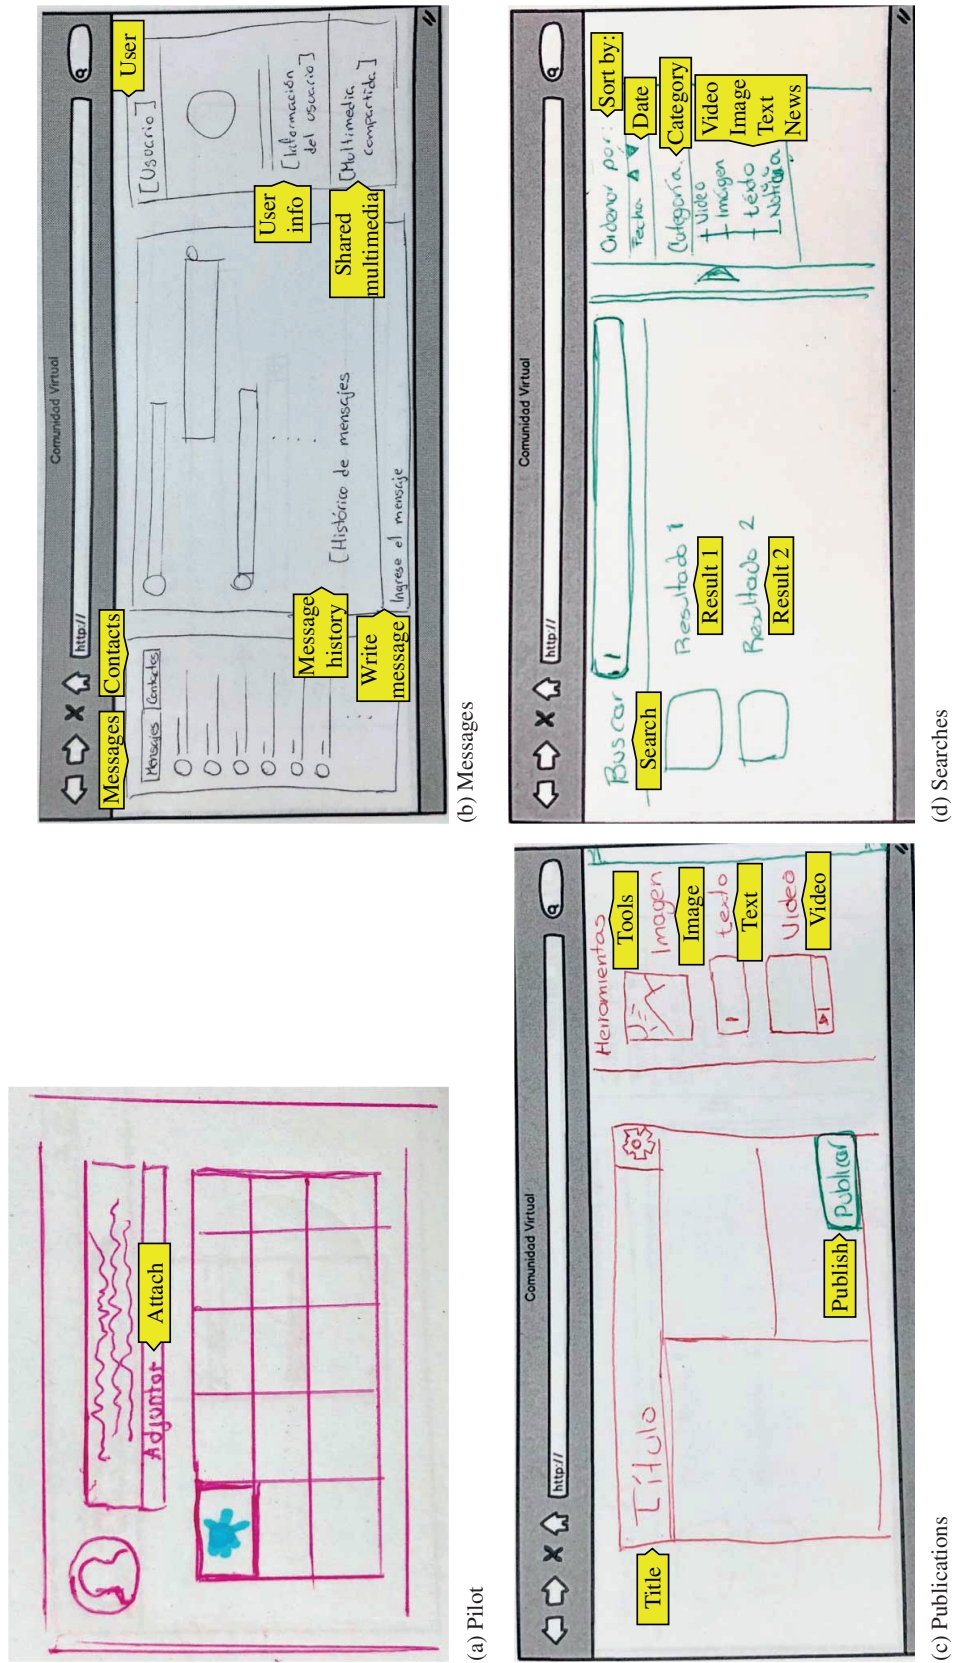 Adjuntar
Attach
(a) Pilot
Comunidad Virtual
http://
Messages
Contacts
Mensajes
Contactos
Message
history
[Histórico de mensajes
Write
message
Ingrese el mensaje
User
[Usuario]
User
info
[Información
del usuario]
Shared
multimedia
[Multimedia
compartida]
(b) Messages
Comunidad Virtual
http://
Título
Title
Herramientas
Tools
Imagen
Image
texto
Text
Video
Video
Publicar
Publish
(c) Publications
Comunidad Virtual
http://
Buscar
Search
Resultado 1
Result 1
Resultado 2
Result 2
Ordenar por:
Sort by:
Fecha
Date
Categoría
Category
Video
Imágen
texto
Noticia
Video
Image
Text
News
(d) Searches